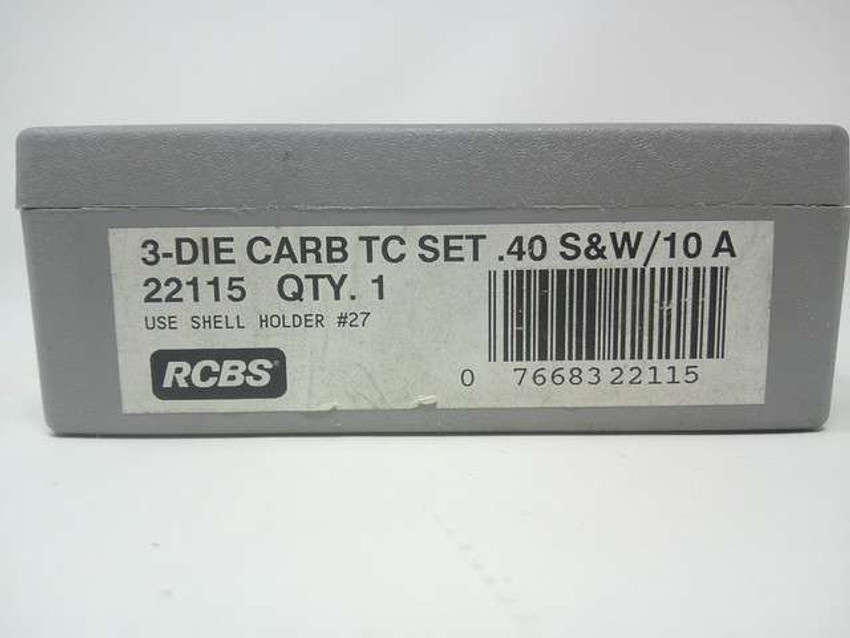 3-DIE CARB TC SET .40 S&W/10 A
22115 QTY. 1
USE SHELL HOLDER #27
RCBS®
0 76683 22115